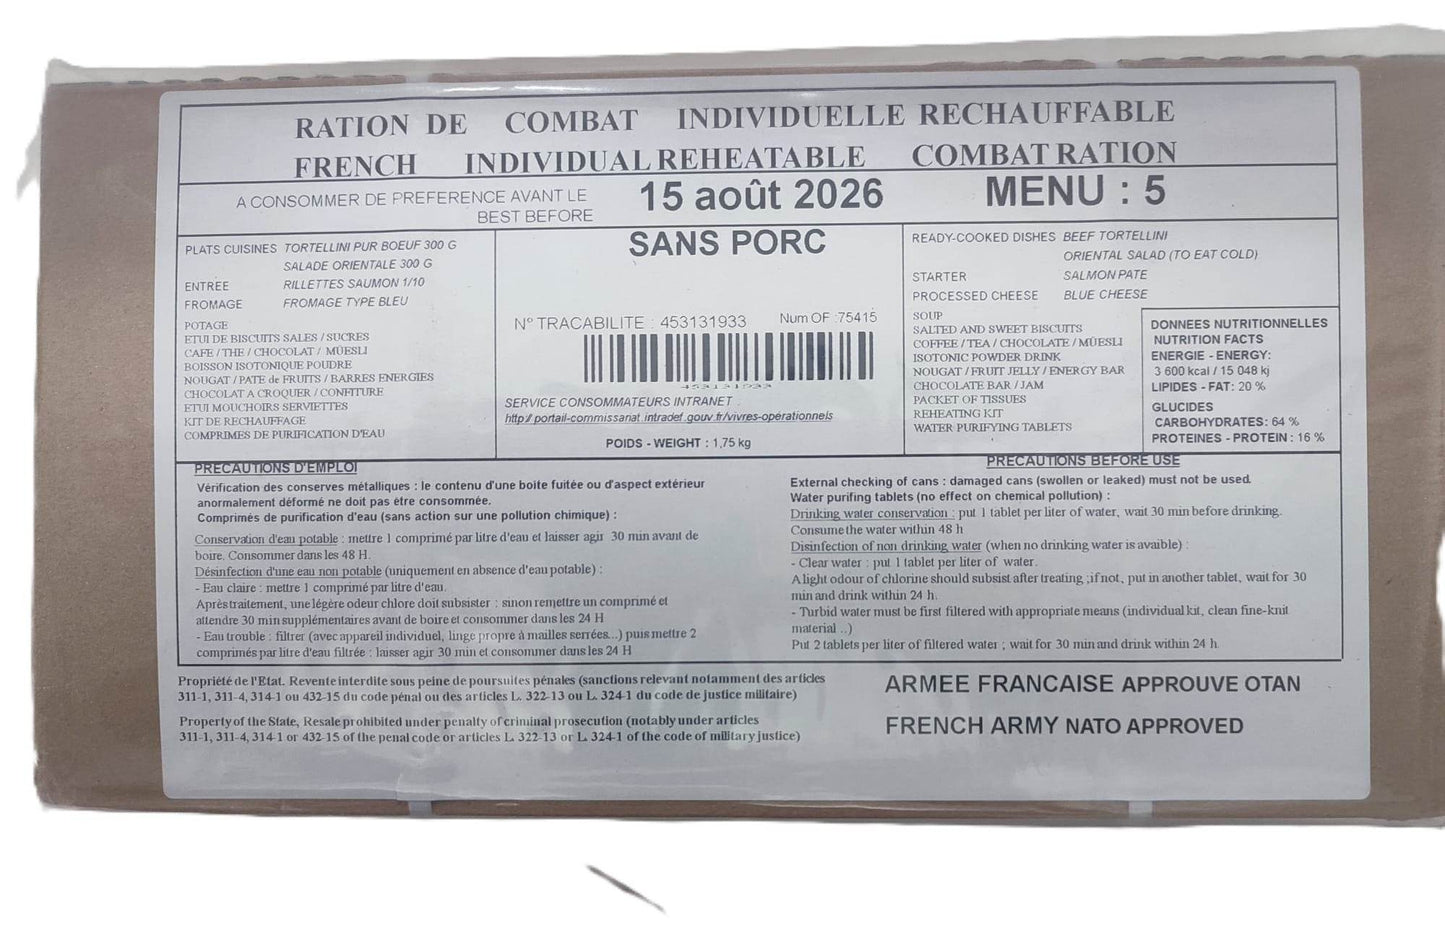 RATION DE COMBAT INDIVIDUELLE RECHAUFFABLE
FRENCH INDIVIDUAL REHEATABLE COMBAT RATION
A CONSOMMER DE PREFERENCE AVANT LE
BEST BEFORE
15 août 2026
MENU : 5
PLATS CUISINES TORTELLINI PUR BOEUF 300 G
SALADE ORIENTALE 300 G
ENTRÈE RILLETTES SAUMON 1/10
FROMAGE FROMAGE TYPE BLEU
POTAGE
ETUI DE BISCUITS SALES / SUCRES
CAFE / THE / CHOCOLAT / MÜESLI
BOISSON ISOTONIQUE POUDRE
NOUGAT / PATE de FRUITS / BARRES ENERGIES
CHOCOLAT A CROQUER / CONFITURE
ETUI MOUCHOIRS SERVIETTES
KIT DE RECHAUFFAGE
COMPRIMES DE PURIFICATION D'EAU
SANS PORC
N° TRACABILITE : 453131933 Num OF :75415
453131933
SERVICE CONSOMMATEURS INTRANET :
http:// portail-commissariat.intradef.gouv.fr/vivres-opérationnels
POIDS - WEIGHT : 1,75 kg
READY-COOKED DISHES BEEF TORTELLINI
ORIENTAL SALAD (TO EAT COLD)
STARTER SALMON PATE
PROCESSED CHEESE BLUE CHEESE
SOUP
SALTED AND SWEET BISCUITS
COFFEE / TEA / CHOCOLATE / MÜESLI
ISOTONIC POWDER DRINK
NOUGAT / FRUIT JELLY / ENERGY BAR
CHOCOLATE BAR / JAM
PACKET OF TISSUES
REHEATING KIT
WATER PURIFYING TABLETS
DONNEES NUTRITIONNELLES
NUTRITION FACTS
ENERGIE - ENERGY:
3 600 kcal / 15 048 kj
LIPIDES - FAT: 20 %
GLUCIDES
CARBOHYDRATES: 64 %
PROTEINES - PROTEIN : 16 %
PRECAUTIONS D'EMPLOI
Vérification des conserves métalliques : le contenu d'une boite fuitée ou d'aspect extérieur
anormalement déformé ne doit pas être consommée.
Comprimés de purification d'eau (sans action sur une pollution chimique) :
Conservation d'eau potable : mettre 1 comprimé par litre d'eau et laisser agir 30 min avant de
boire. Consommer dans les 48 H.
Désinfection d'une eau non potable (uniquement en absence d'eau potable) :
- Eau claire : mettre 1 comprimé par litre d'eau.
Après traitement, une légère odeur chlore doit subsister : sinon remettre un comprimé et
attendre 30 min supplémentaires avant de boire et consommer dans les 24 H
- Eau trouble : filtrer (avec appareil individuel, linge propre à mailles serrées...) puis mettre 2
comprimés par litre d'eau filtrée : laisser agir 30 min et consommer dans les 24 H
PRECAUTIONS BEFORE USE
External checking of cans : damaged cans (swollen or leaked) must not be used.
Water purifing tablets (no effect on chemical pollution) :
Drinking water conservation : put 1 tablet per liter of water, wait 30 min before drinking.
Consume the water within 48 h
Disinfection of non drinking water (when no drinking water is avaible) :
- Clear water : put 1 tablet per liter of water.
A light odour of chlorine should subsist after treating ;if not, put in another tablet, wait for 30
min and drink within 24 h.
- Turbid water must be first filtered with appropriate means (individual kit, clean fine-knit
material ..)
Put 2 tablets per liter of filtered water ; wait for 30 min and drink within 24 h.
Propriété de l'Etat. Revente interdite sous peine de poursuites pénales (sanctions relevant notamment des articles
311-1, 311-4, 314-1 ou 432-15 du code pénal ou des articles L. 322-13 ou L. 324-1 du code de justice militaire)
Property of the State, Resale prohibited under penalty of criminal prosecution (notably under articles
311-1, 311-4, 314-1 or 432-15 of the penal code or articles L. 322-13 or L. 324-1 of the code of military justice)
ARMEE FRANCAISE APPROUVE OTAN
FRENCH ARMY NATO APPROVED